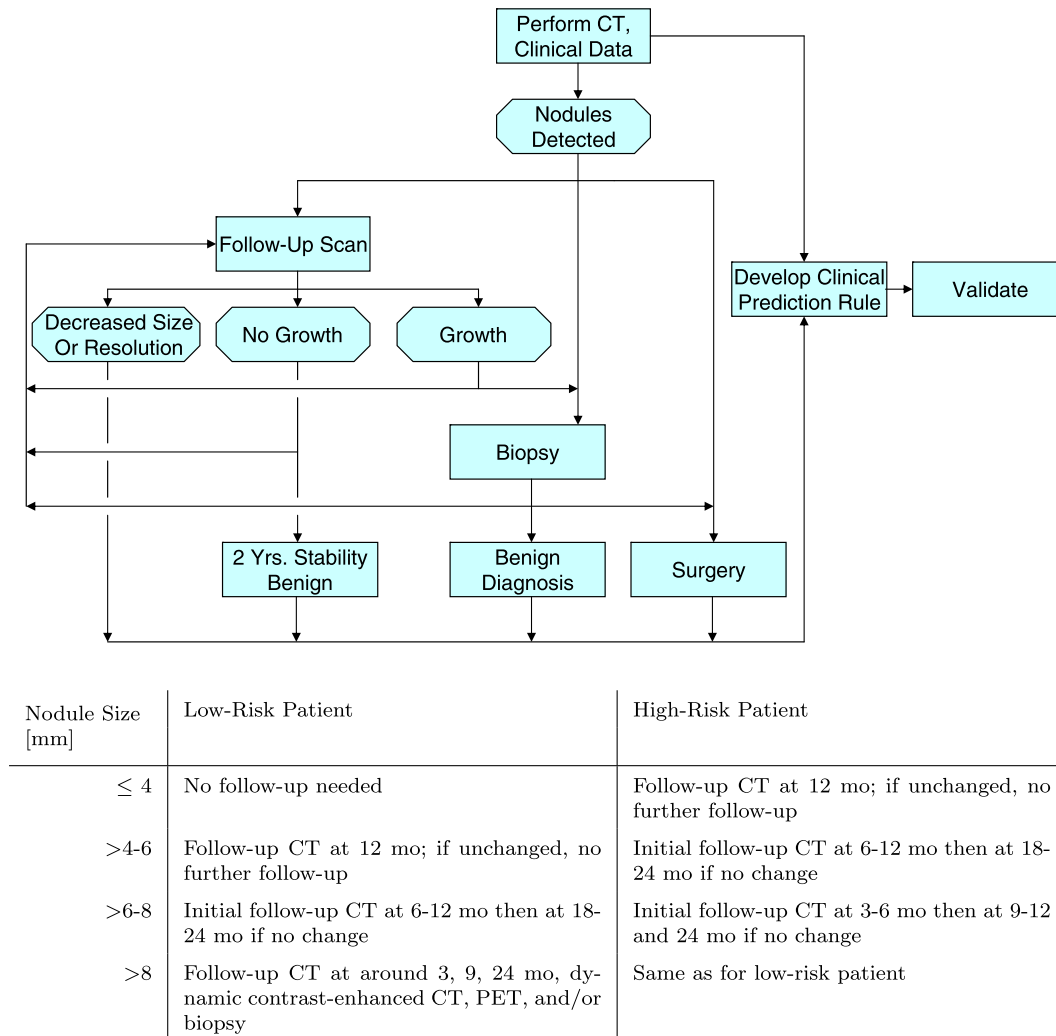 Perform CT,
Clinical Data
Nodules
Detected
Follow-Up Scan
Develop Clinical
Prediction Rule
Validate
Decreased Size
Or Resolution
No Growth
Growth
Biopsy
2 Yrs. Stability
Benign
Benign
Diagnosis
Surgery
Nodule Size
[mm]
Low-Risk Patient
High-Risk Patient
≤ 4
No follow-up needed
Follow-up CT at 12 mo; if unchanged, no
further follow-up
>4-6
Follow-up CT at 12 mo; if unchanged, no
further follow-up
Initial follow-up CT at 6-12 mo then at 18-
24 mo if no change
>6-8
Initial follow-up CT at 6-12 mo then at 18-
24 mo if no change
Initial follow-up CT at 3-6 mo then at 9-12
and 24 mo if no change
>8
Follow-up CT at around 3, 9, 24 mo, dy-
namic contrast-enhanced CT, PET, and/or
biopsy
Same as for low-risk patient